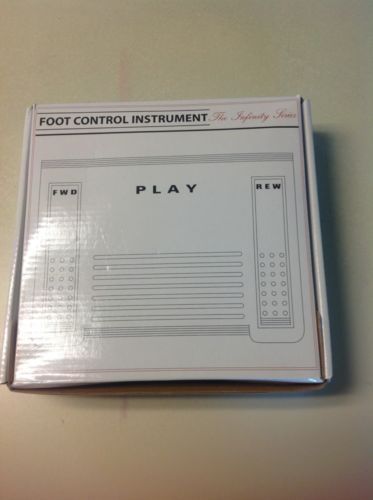 FOOT CONTROL INSTRUMENT The Infinity Series
FWD PLAY REW